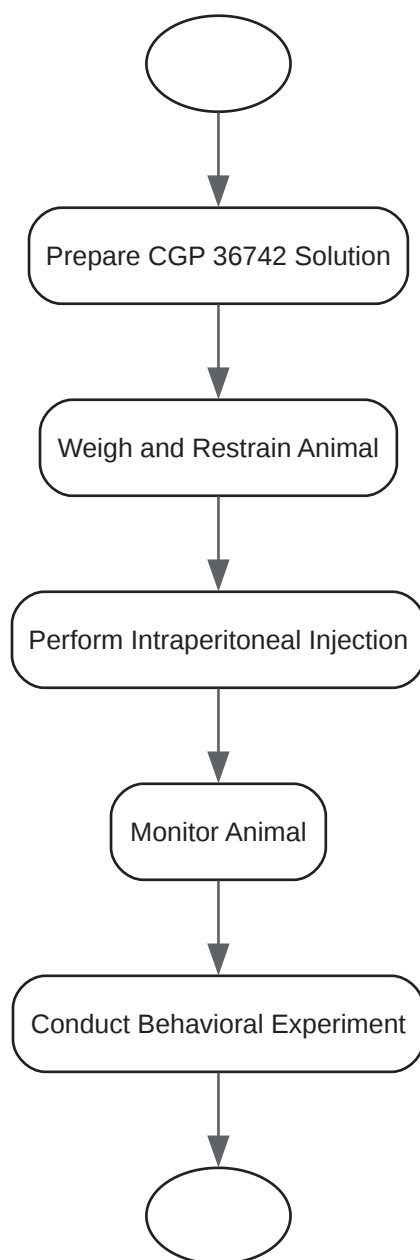 Prepare CGP 36742 Solution
Weigh and Restrain Animal
Perform Intraperitoneal Injection
Monitor Animal
Conduct Behavioral Experiment